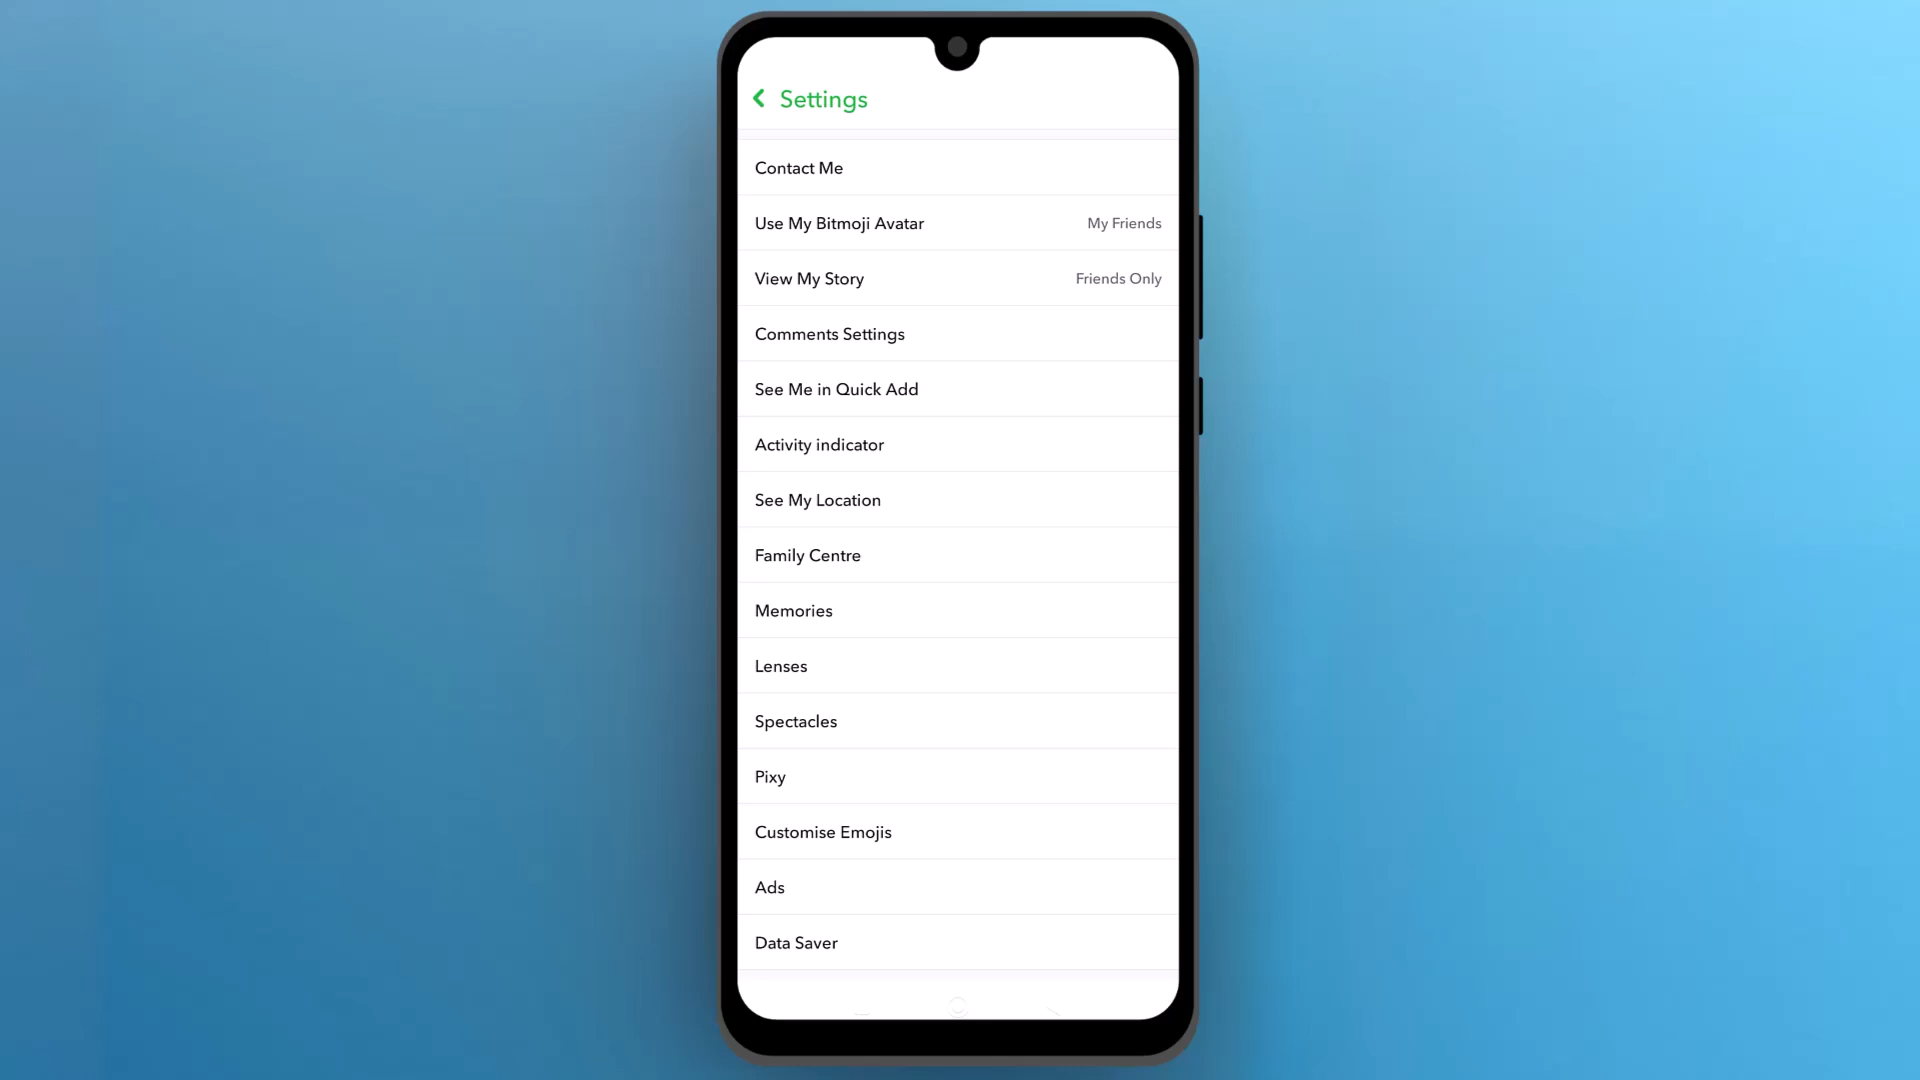 Settings
Contact Me
Use My Bitmoji Avatar My Friends
View My Story Friends Only
Comments Settings
See Me in Quick Add
Activity indicator
See My Location
Family Centre
Memories
Lenses
Spectacles
Pixy
Customise Emojis
Ads
Data Saver